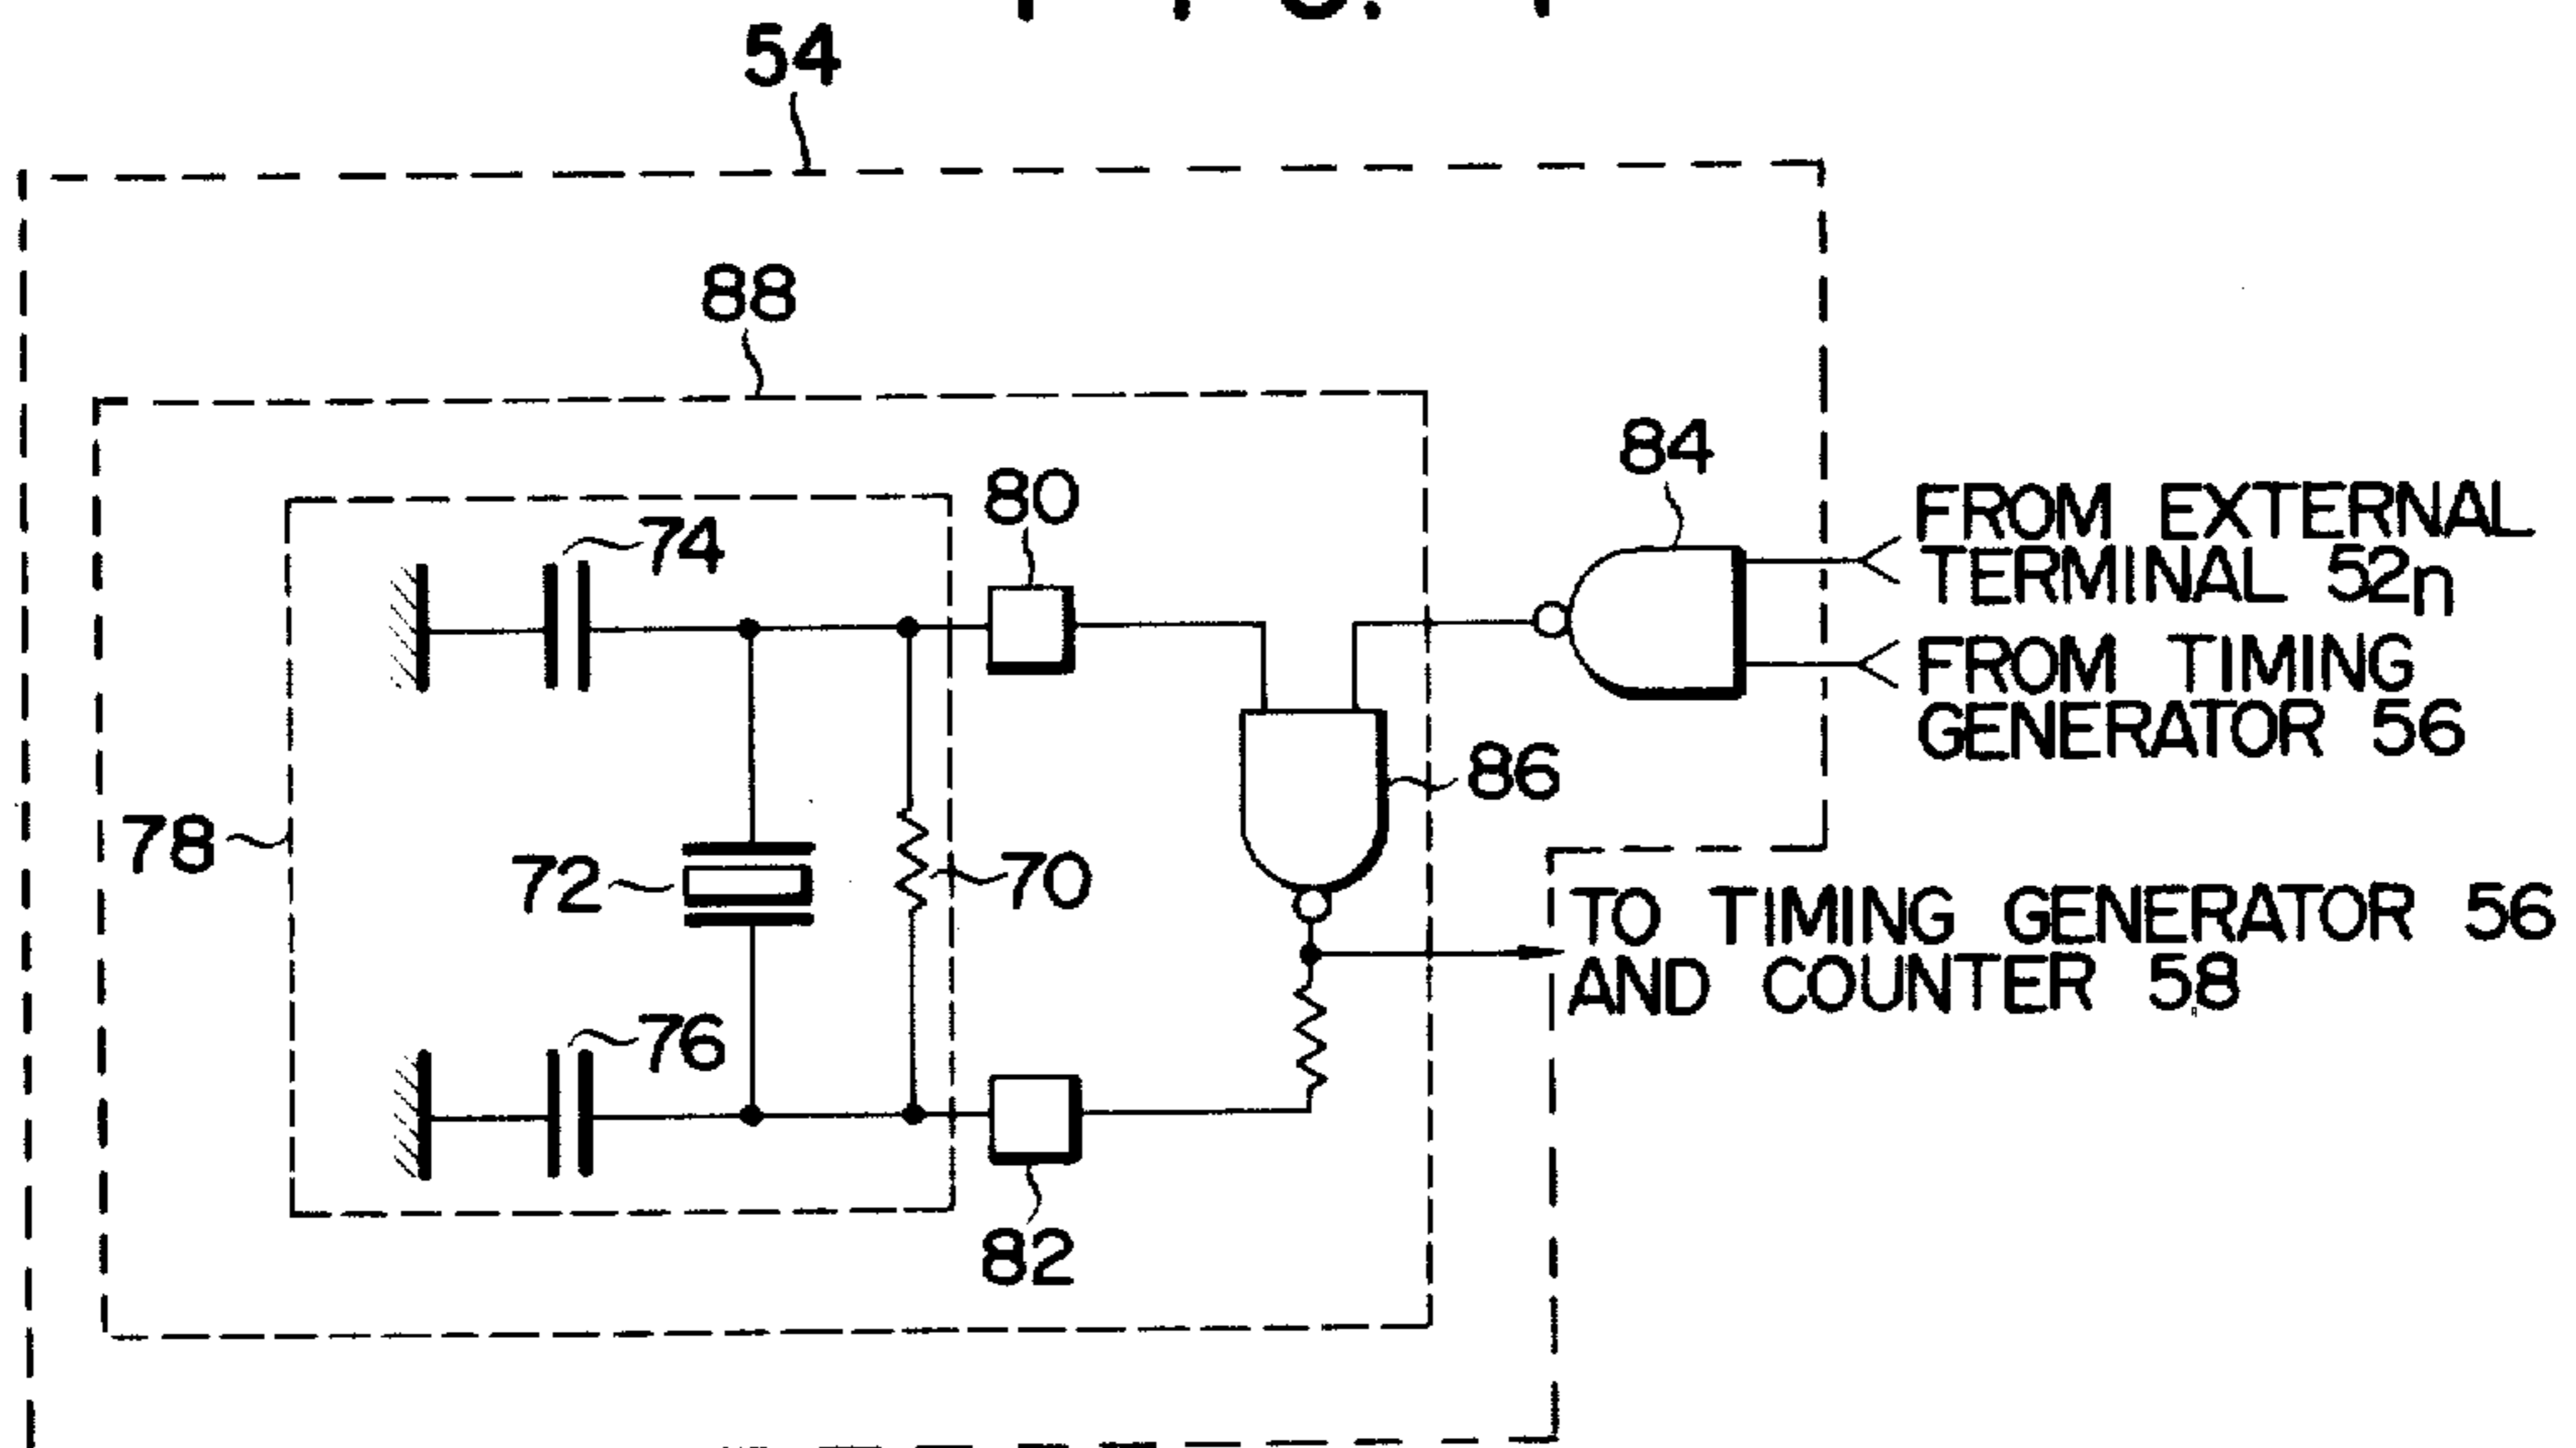 54
88
84
80
74
FROM EXTERNAL
TERMINAL 52n
FROM TIMING
GENERATOR 56
86
78
72
70
TO TIMING GENERATOR 56
AND COUNTER 58
76
82